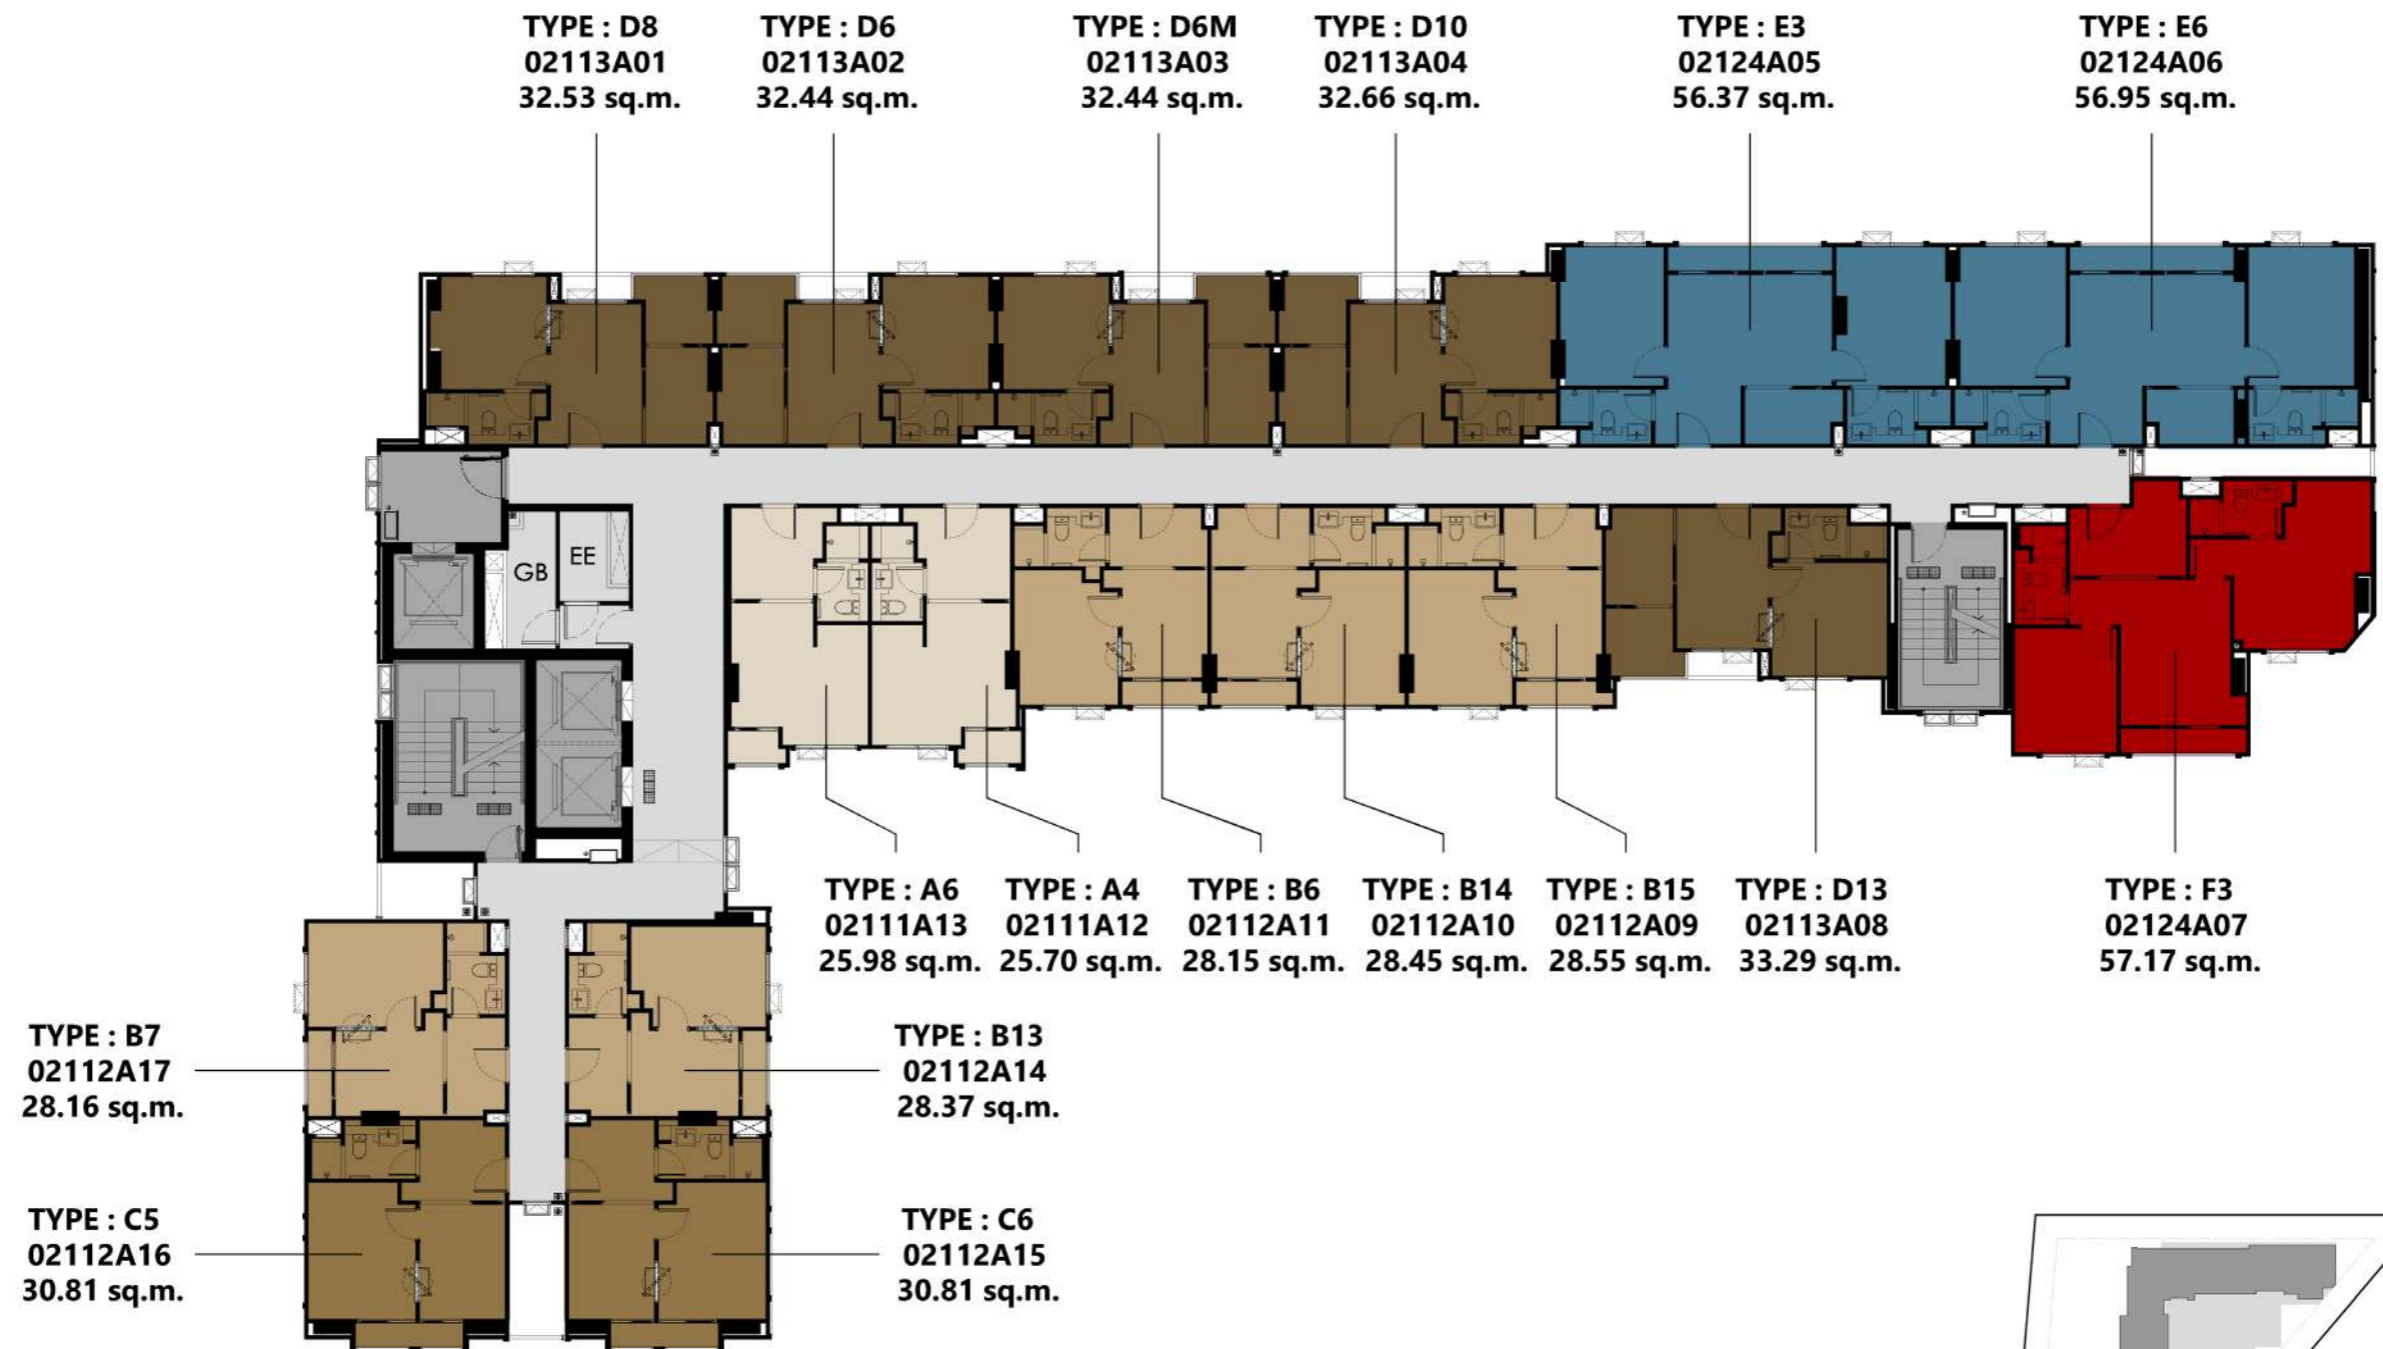 TYPE : D8
02113A01
32.53 sq.m.
TYPE : D6
02113A02
32.44 sq.m.
TYPE : D6M
02113A03
32.44 sq.m.
TYPE : D10
02113A04
32.66 sq.m.
TYPE : E3
02124A05
56.37 sq.m.
TYPE : E6
02124A06
56.95 sq.m.
GB
EE
TYPE : A6
02111A13
25.98 sq.m.
TYPE : A4
02111A12
25.70 sq.m.
TYPE : B6
02112A11
28.15 sq.m.
TYPE : B14
02112A10
28.45 sq.m.
TYPE : B15
02112A09
28.55 sq.m.
TYPE : D13
02113A08
33.29 sq.m.
TYPE : F3
02124A07
57.17 sq.m.
TYPE : B7
02112A17
28.16 sq.m.
TYPE : B13
02112A14
28.37 sq.m.
TYPE : C5
02112A16
30.81 sq.m.
TYPE : C6
02112A15
30.81 sq.m.